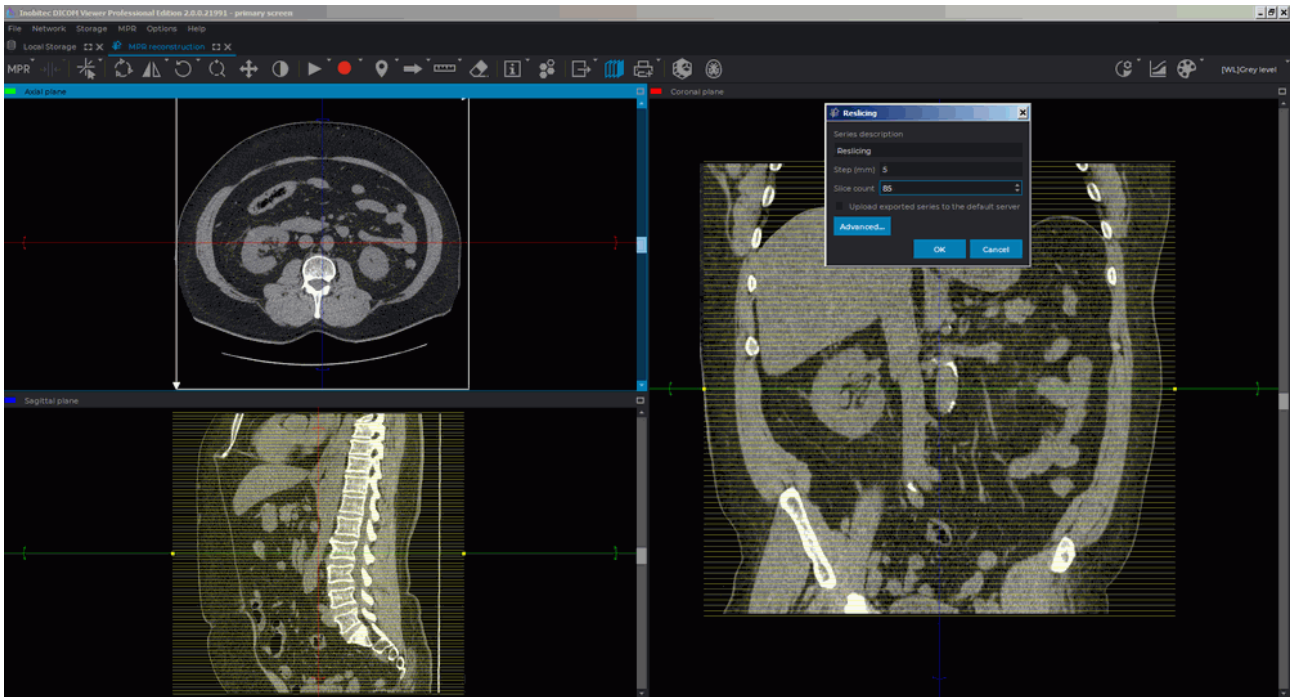 Inobitec DICOM Viewer Professional Edition 2.0.0.21991 - primary screen
File Network Storage MPR Options Help
Local Storage MPR reconstruction
MPR [WL]Grey level
Axial plane
Coronal plane
Reslicing
Series description
Reslicing
Step (mm) 5
Slice count 85
Upload exported series to the default server
Advanced...
OK Cancel
Sagittal plane